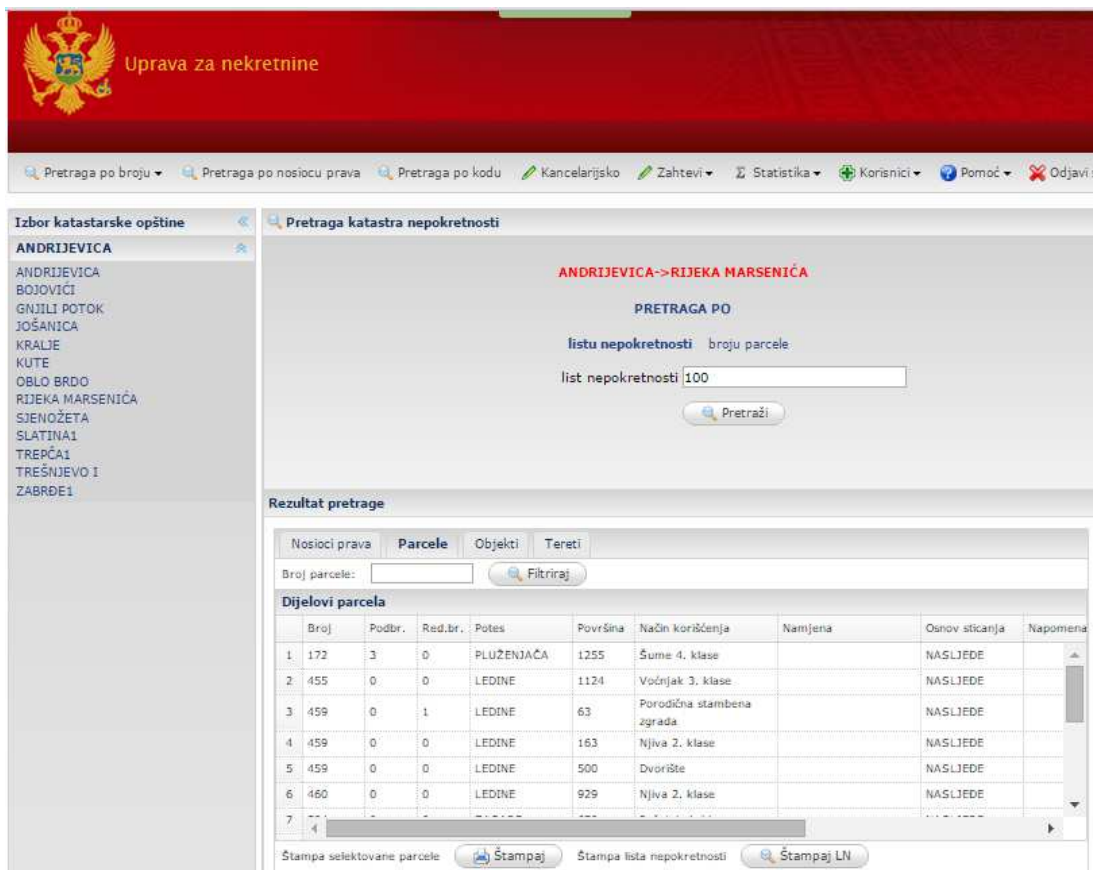 Uprava za nekretnine
Pretraga po broju Pretraga po nosiocu prava Pretraga po kodu Kancelarijsko Zahtevi Σ Statistika Korisnici Pomoć Odjavi
Izbor katastarske opštine
ANDRIJEVICA
ANDRIJEVICA
BOJOVIĆI
GNJILI POTOK
JOŠANICA
KRALJE
KUTE
OBLO BRDO
RIJEKA MARSENIĆA
SJENOŽETA
SLATINA1
TREPČA1
TREŠNJEVO I
ZABRĐE1
Pretraga katastra nepokretnosti
ANDRIJEVICA->RIJEKA MARSENIĆA
PRETRAGA PO
listu nepokretnosti broju parcele
list nepokretnosti 100
Pretraži
Rezultat pretrage
Nosioci prava Parcele Objekti Tereti
Broj parcele: Filtriraj
Dijelovi parcela
Broj Podbr. Red.br. Potes Površina Način korišćenja Namjena Osnov sticanja Napomena
1 172 3 0 PLUŽENJAČA 1255 Šume 4. klase NASLJEĐE
2 455 0 0 LEDINE 1124 Voćnjak 3. klase NASLJEĐE
3 459 0 1 LEDINE 63 Porodična stambena zgrada NASLJEĐE
4 459 0 0 LEDINE 163 Njiva 2. klase NASLJEĐE
5 459 0 0 LEDINE 500 Dvorište NASLJEĐE
6 460 0 0 LEDINE 929 Njiva 2. klase NASLJEĐE
7
Štampa selektovane parcele Štampaj Štampa lista nepokretnosti Štampaj LN